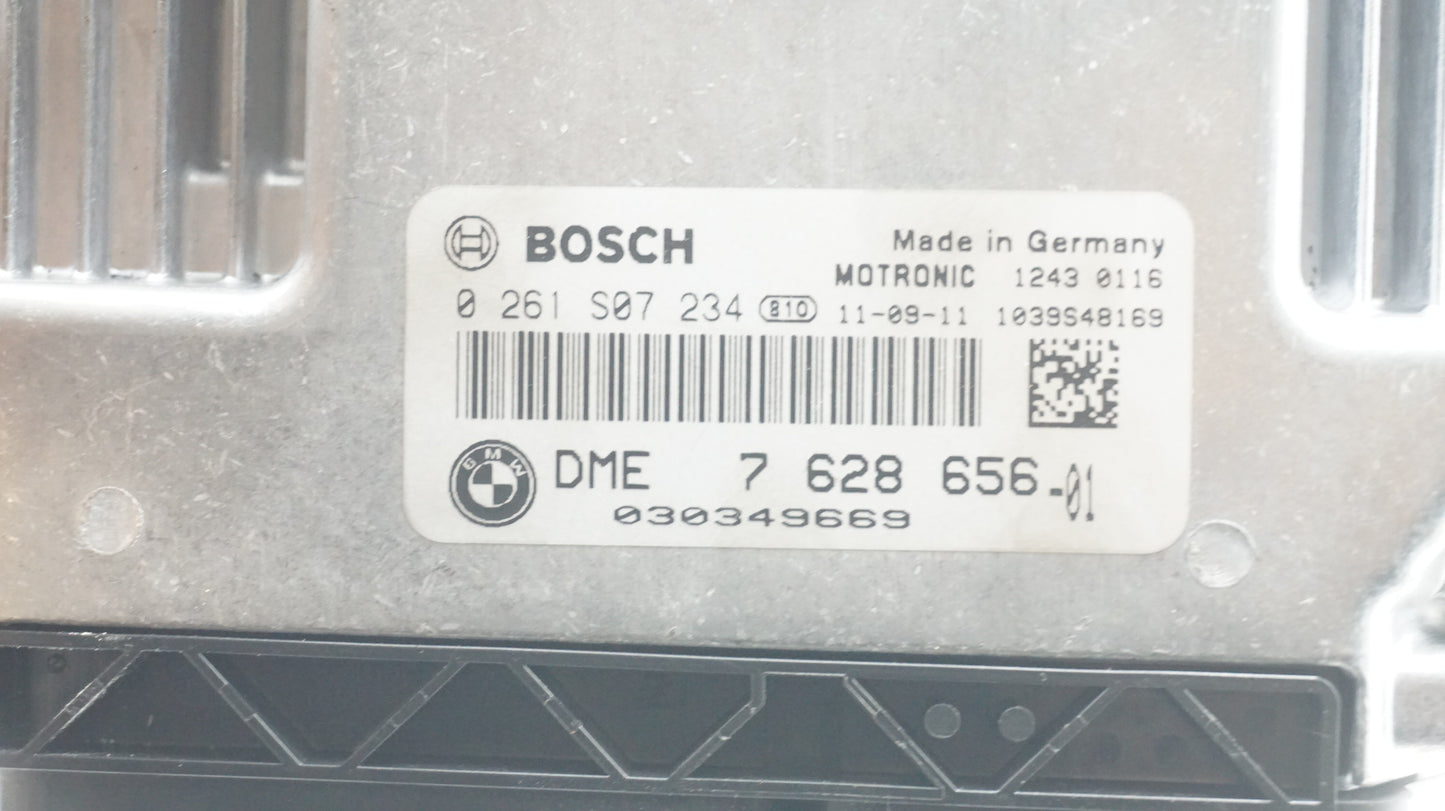 BOSCH
Made in Germany
MOTRONIC 1243 0116
0 261 S07 234 810 11-09-11 1039S48169
BMW
DME 7 628 656-01
030349669